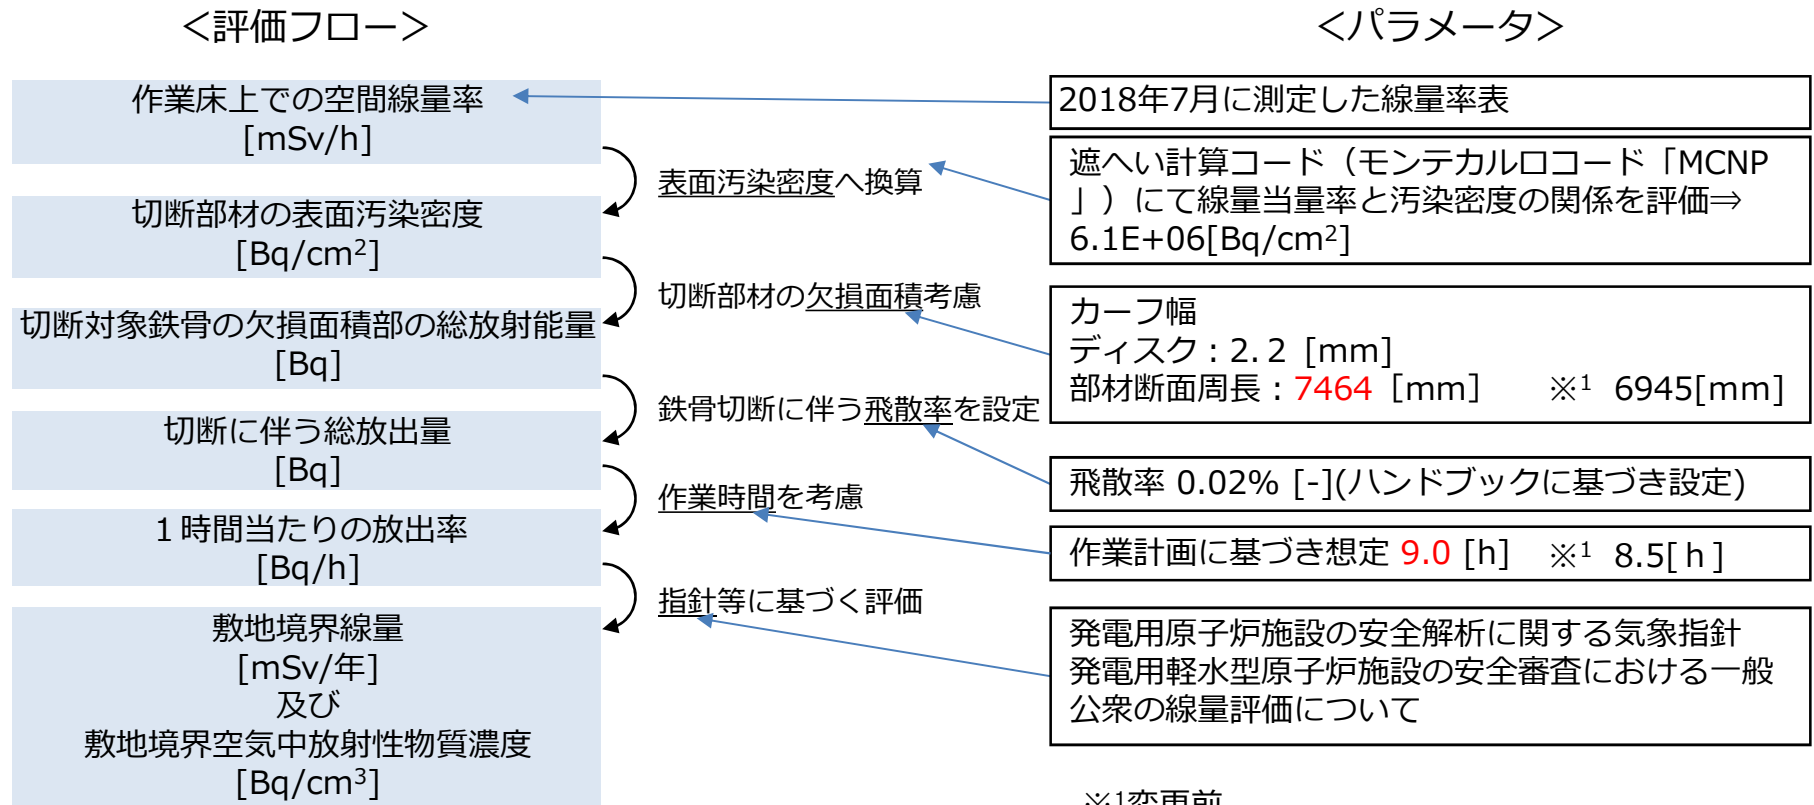 ＜評価フロー＞
作業床上での空間線量率
[mSv/h]
表面汚染密度へ換算
切断部材の表面汚染密度
[Bq/cm²]
切断部材の欠損面積考慮
切断対象鉄骨の欠損面積部の総放射能量
[Bq]
鉄骨切断に伴う飛散率を設定
切断に伴う総放出量
[Bq]
作業時間を考慮
１時間当たりの放出率
[Bq/h]
指針等に基づく評価
敷地境界線量
[mSv/年]
及び
敷地境界空気中放射性物質濃度
[Bq/cm³]
＜パラメータ＞
2018年7月に測定した線量率表
遮へい計算コード（モンテカルロコード「MCNP
」）にて線量当量率と汚染密度の関係を評価⇒
6.1E+06[Bq/cm²]
カーフ幅
ディスク：2.２ [mm]
部材断面周長：7464［mm］ ※¹ 6945[mm]
飛散率 0.02% [-](ハンドブックに基づき設定)
作業計画に基づき想定 9.0 [h] ※¹ 8.5[ｈ]
発電用原子炉施設の安全解析に関する気象指針
発電用軽水型原子炉施設の安全審査における一般
公衆の線量評価について
※¹変更前